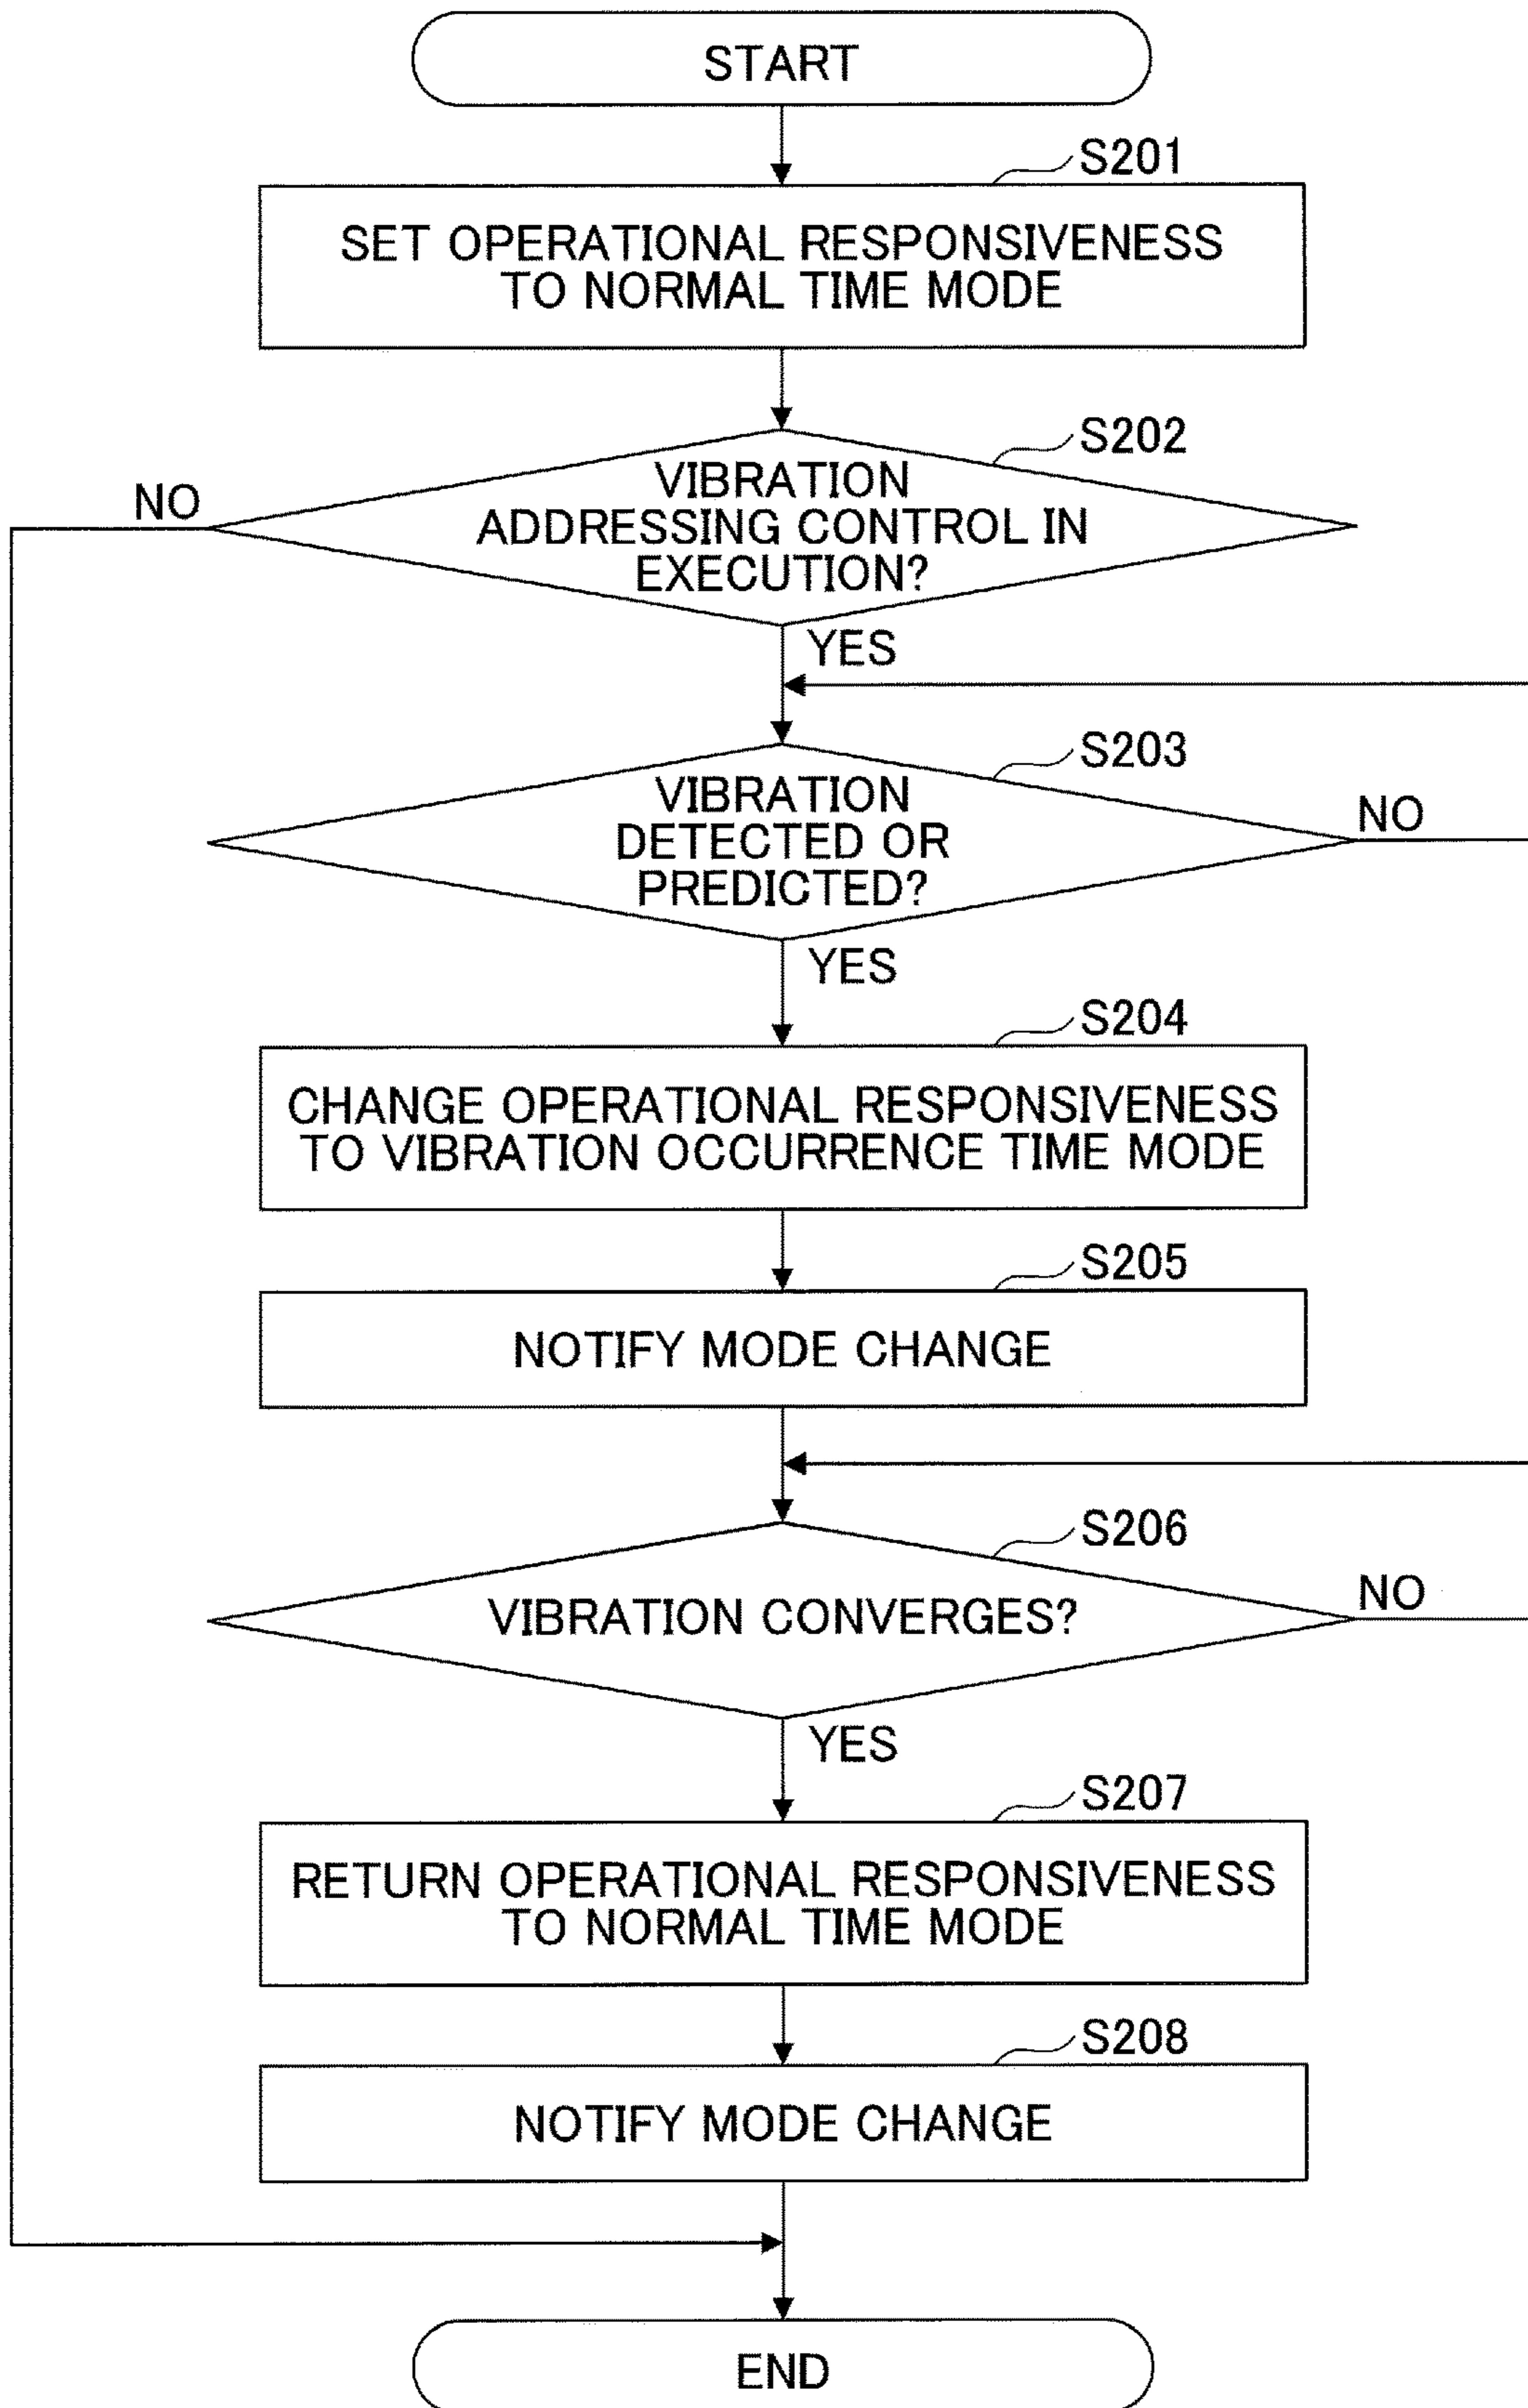 START
S201
SET OPERATIONAL RESPONSIVENESS
TO NORMAL TIME MODE
S202
NO
VIBRATION
ADDRESSING CONTROL IN
EXECUTION?
YES
S203
VIBRATION
DETECTED OR
PREDICTED?
NO
YES
S204
CHANGE OPERATIONAL RESPONSIVENESS
TO VIBRATION OCCURRENCE TIME MODE
S205
NOTIFY MODE CHANGE
S206
VIBRATION CONVERGES?
NO
YES
S207
RETURN OPERATIONAL RESPONSIVENESS
TO NORMAL TIME MODE
S208
NOTIFY MODE CHANGE
END